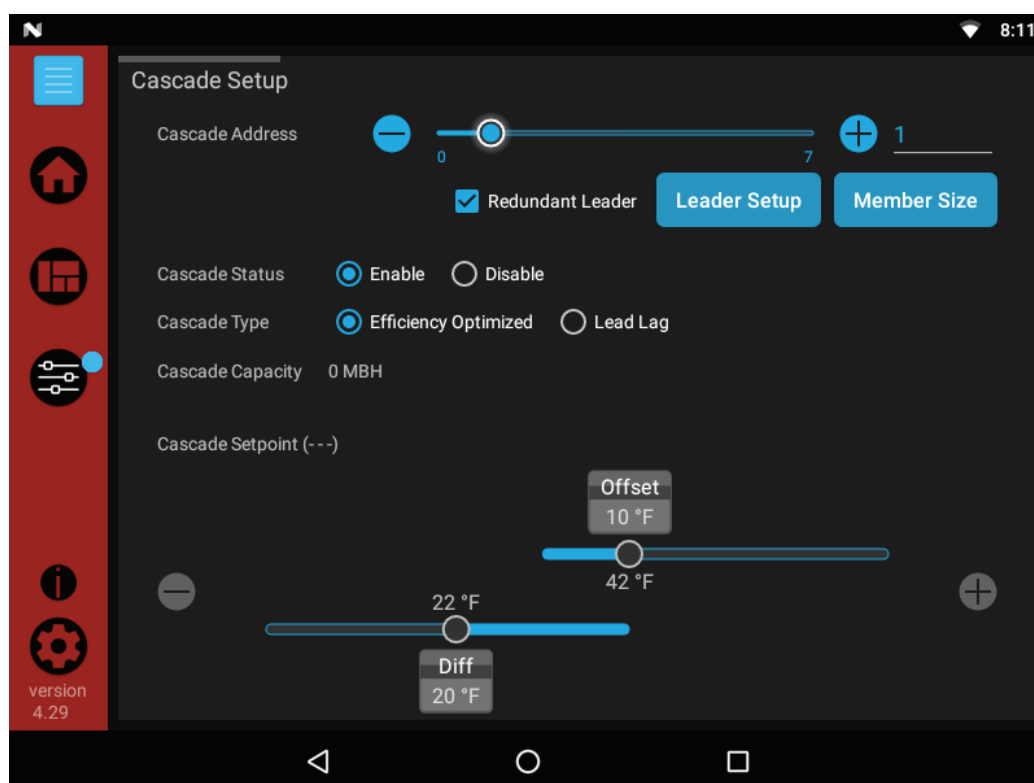 8:11
Cascade Setup
Cascade Address
0
7
1
Redundant Leader
Leader Setup
Member Size
Cascade Status
Enable
Disable
Cascade Type
Efficiency Optimized
Lead Lag
Cascade Capacity 0 MBH
Cascade Setpoint (---)
Offset
10 °F
42 °F
22 °F
Diff
20 °F
version
4.29